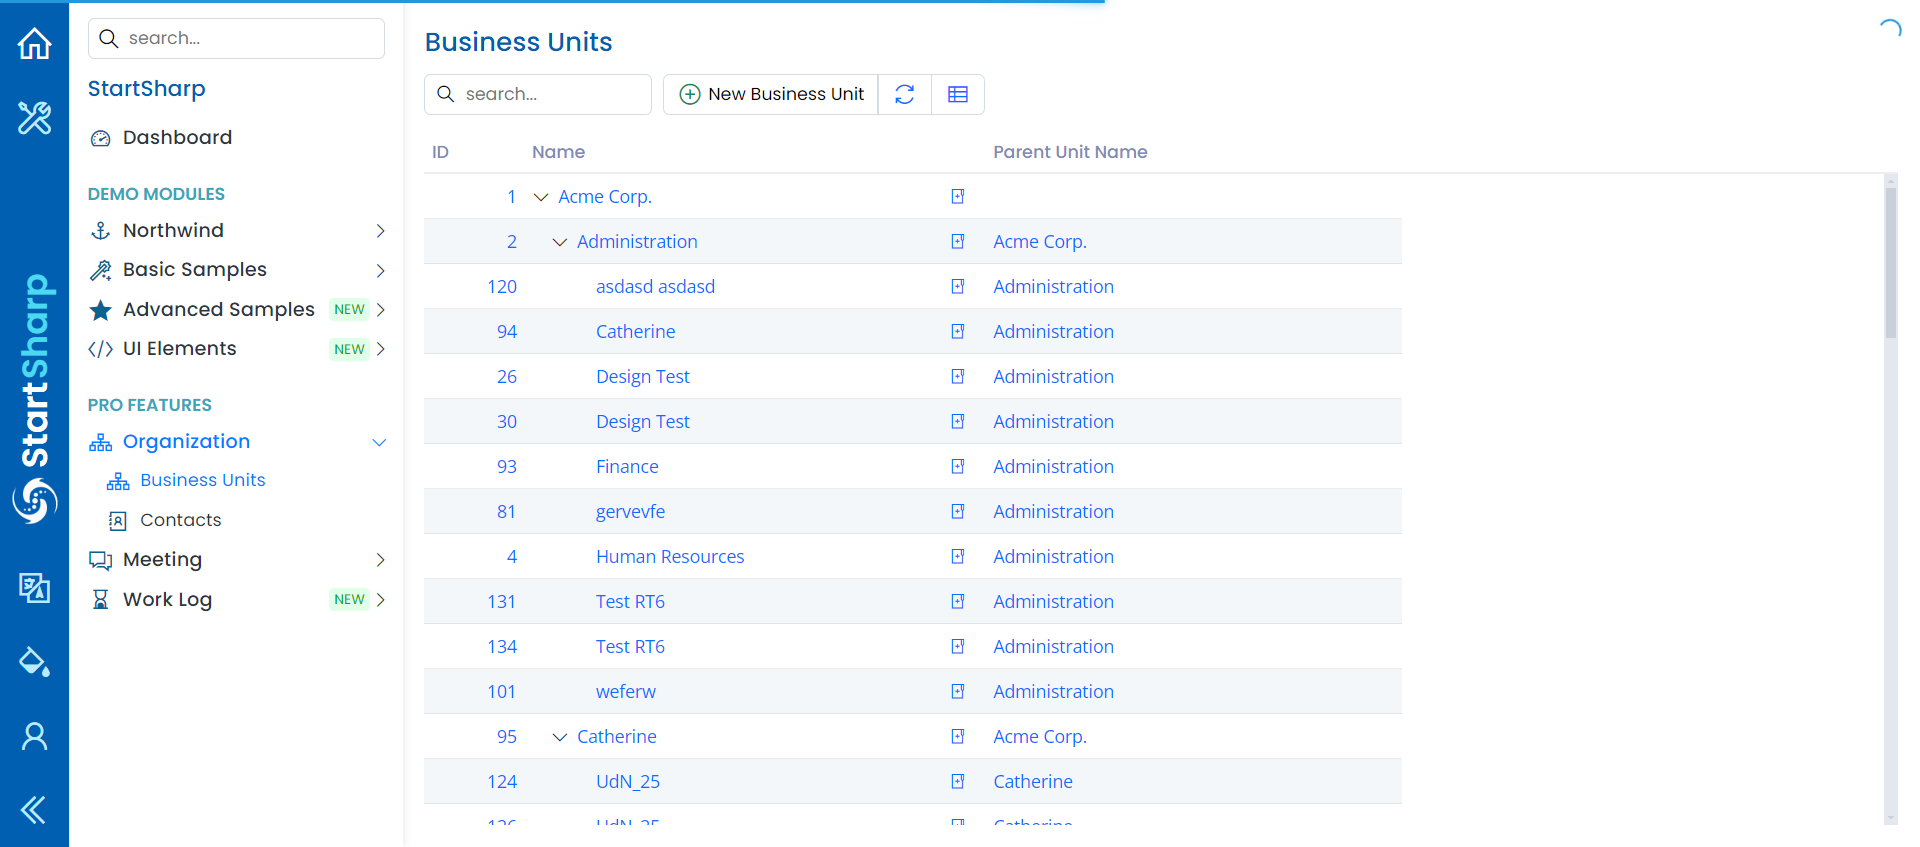 search...
StartSharp
Dashboard
DEMO MODULES
Northwind
Basic Samples
Advanced Samples NEW
UI Elements NEW
PRO FEATURES
Organization
Business Units
Contacts
Meeting
Work Log NEW
StartSharp
Business Units
search...
New Business Unit
ID Name Parent Unit Name
1 Acme Corp.
2 Administration Acme Corp.
120 asdasd asdasd Administration
94 Catherine Administration
26 Design Test Administration
30 Design Test Administration
93 Finance Administration
81 gervevfe Administration
4 Human Resources Administration
131 Test RT6 Administration
134 Test RT6 Administration
101 weferw Administration
95 Catherine Acme Corp.
124 UdN_25 Catherine
126 UdN_25 Catherine